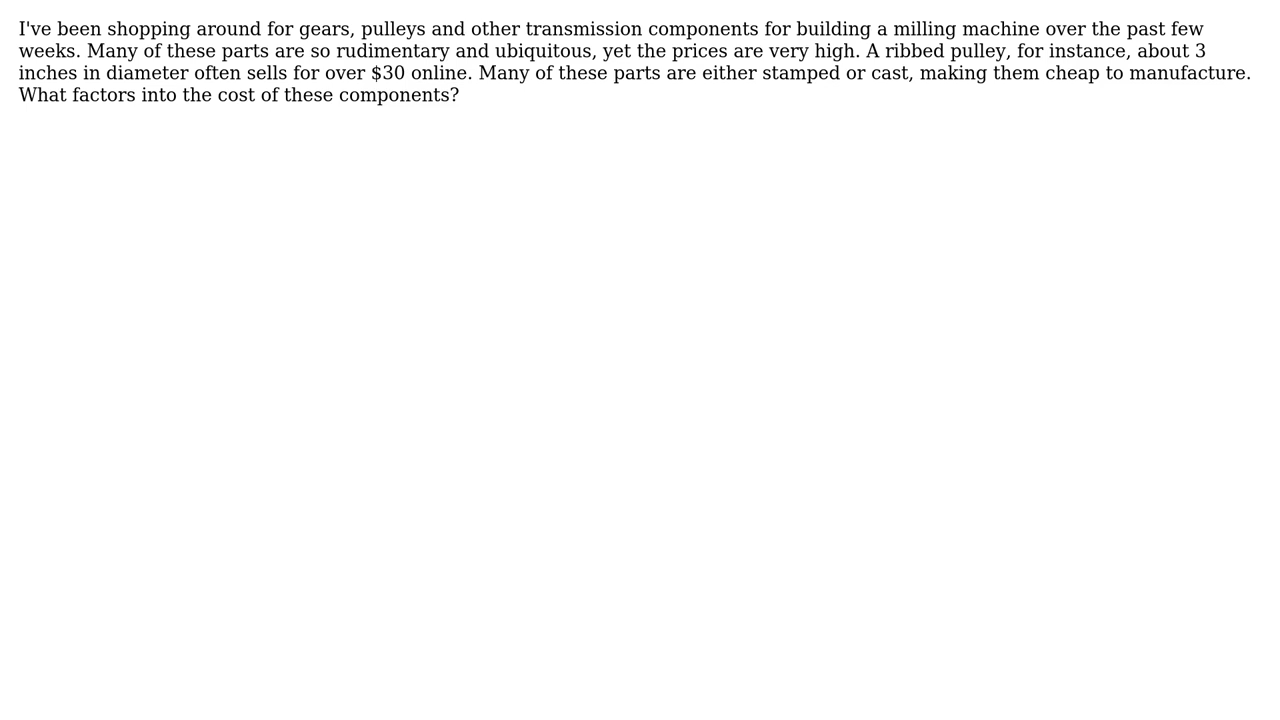 I've been shopping around for gears, pulleys and other transmission components for building a milling machine over the past few
weeks. Many of these parts are so rudimentary and ubiquitous, yet the prices are very high. A ribbed pulley, for instance, about 3
inches in diameter often sells for over $30 online. Many of these parts are either stamped or cast, making them cheap to manufacture.
What factors into the cost of these components?